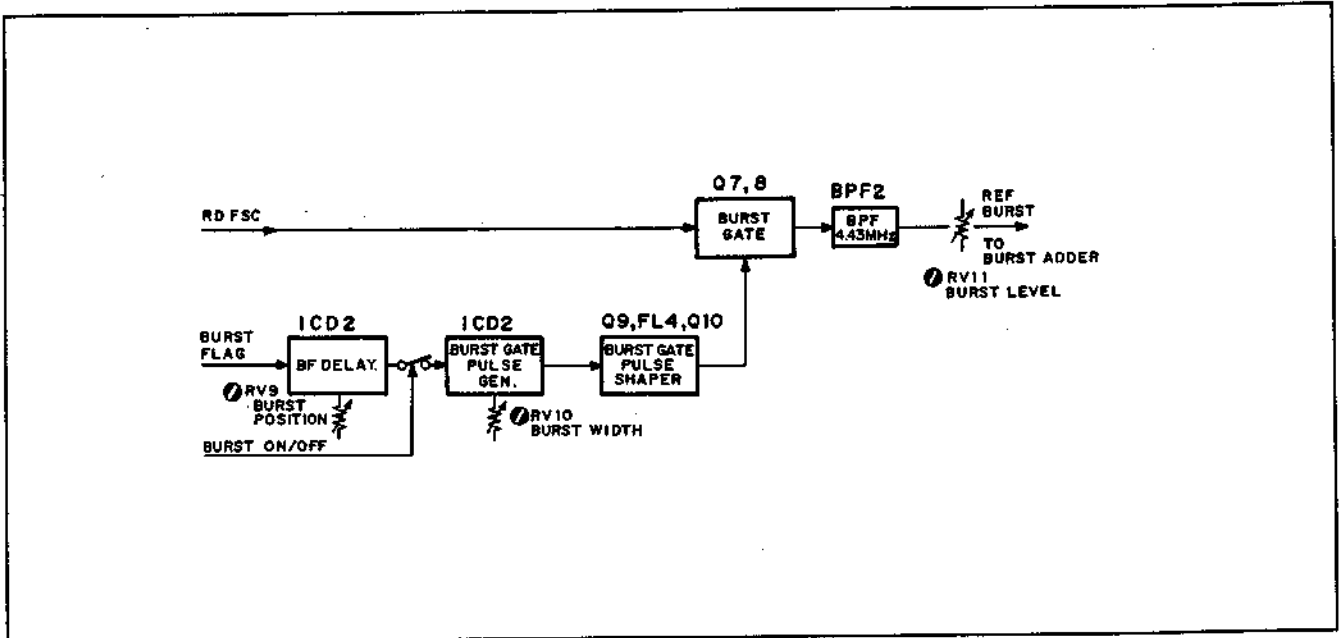 Q7, 8
BPF2
RD FSC
BURST
GATE
BPF
4.43MHz
REF
BURST
TO
BURST ADDER
RV11
BURST LEVEL
BURST
FLAG
ICD2
BF DELAY.
ICD2
BURST GATE
PULSE
GEN.
Q9,FL4,Q10
BURST GATE
PULSE
SHAPER
RV9
BURST
POSITION
RV10
BURST WIDTH
BURST ON/OFF